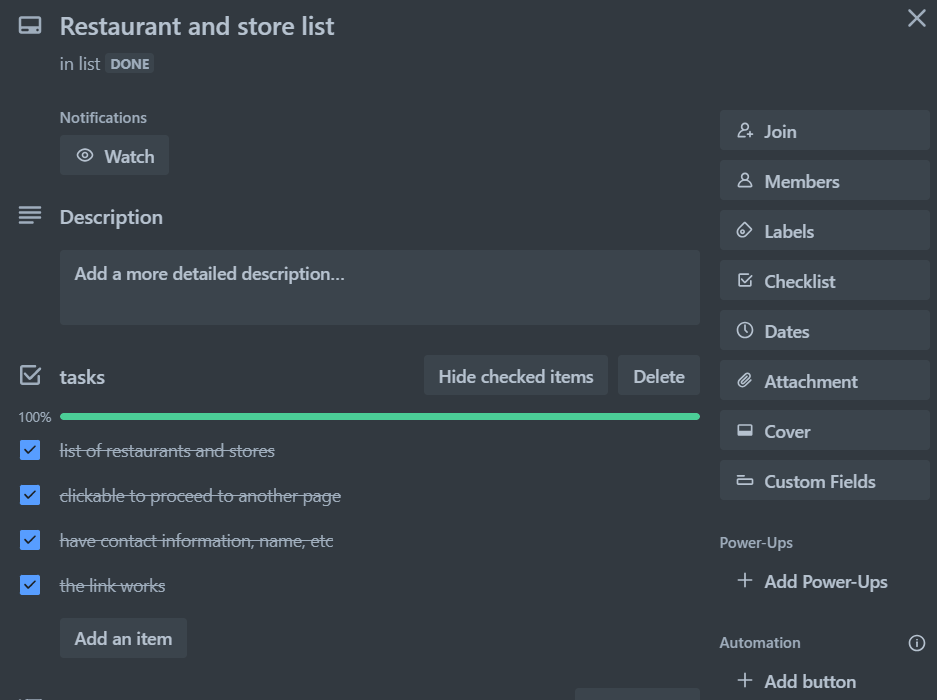 Restaurant and store list
in list DONE
Notifications
Watch
Description
Add a more detailed description...
tasks
Hide checked items
Delete
100%
list of restaurants and stores
clickable to proceed to another page
have contact information, name, etc
the link works
Add an item
Join
Members
Labels
Checklist
Dates
Attachment
Cover
Custom Fields
Power-Ups
Add Power-Ups
Automation
Add button